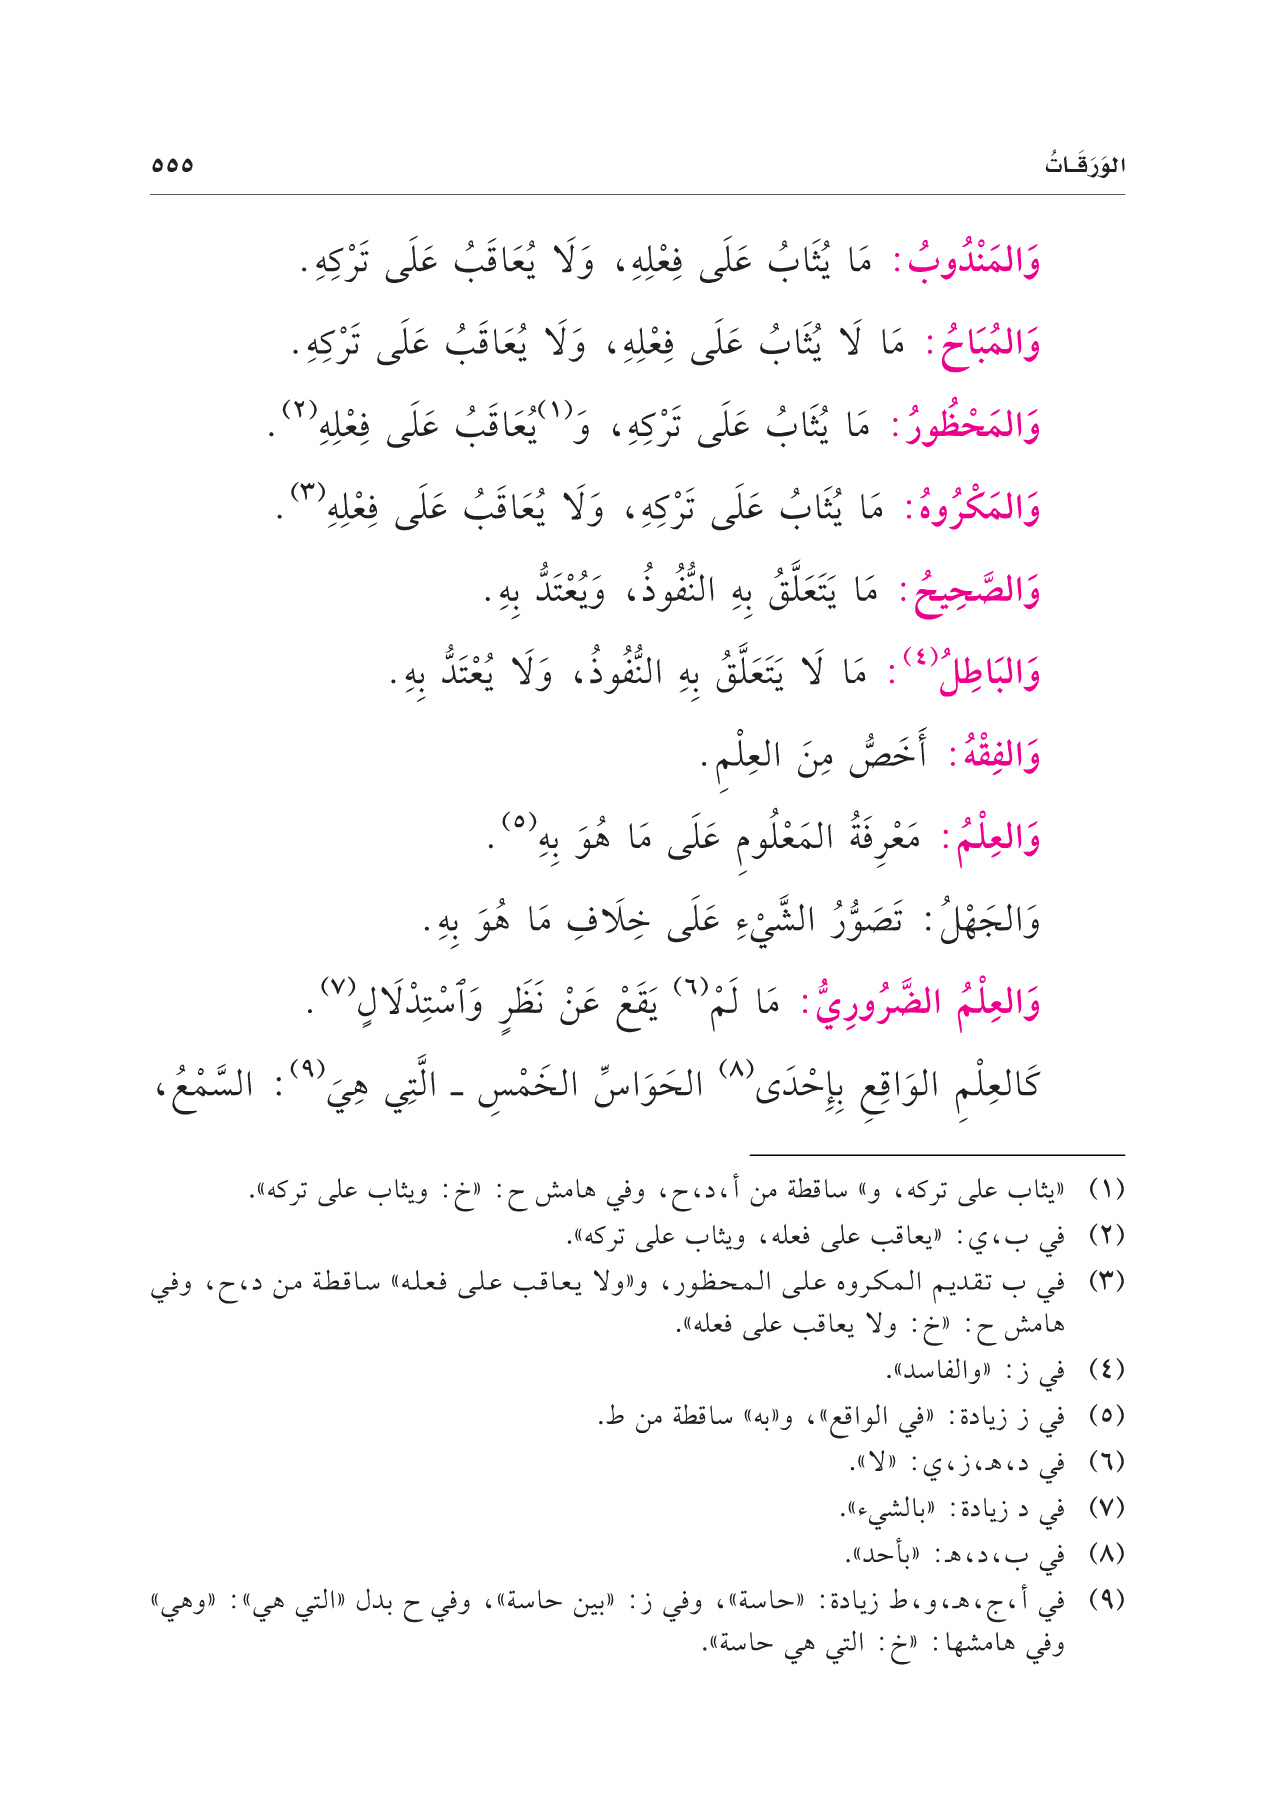 الوَرَقَاتُ ٥٥٥
وَالمَنْدُوبُ: مَا يُثَابُ عَلَى فِعْلِهِ، وَلَا يُعَاقَبُ عَلَى تَرْكِهِ.
وَالمُبَاحُ: مَا لَا يُثَابُ عَلَى فِعْلِهِ، وَلَا يُعَاقَبُ عَلَى تَرْكِهِ.
وَالمَحْظُورُ: مَا يُثَابُ عَلَى تَرْكِهِ، وَ(١)يُعَاقَبُ عَلَى فِعْلِهِ(٢).
وَالمَكْرُوهُ: مَا يُثَابُ عَلَى تَرْكِهِ، وَلَا يُعَاقَبُ عَلَى فِعْلِهِ(٣).
وَالصَّحِيحُ: مَا يَتَعَلَّقُ بِهِ النُّفُوذُ، وَيُعْتَدُّ بِهِ.
وَالبَاطِلُ(٤): مَا لَا يَتَعَلَّقُ بِهِ النُّفُوذُ، وَلَا يُعْتَدُّ بِهِ.
وَالفِقْهُ: أَخَصُّ مِنَ العِلْمِ.
وَالعِلْمُ: مَعْرِفَةُ المَعْلُومِ عَلَى مَا هُوَ بِهِ(٥).
وَالجَهْلُ: تَصَوُّرُ الشَّيْءِ عَلَى خِلَافِ مَا هُوَ بِهِ.
وَالعِلْمُ الضَّرُورِيُّ: مَا لَمْ(٦) يَقَعْ عَنْ نَظَرٍ وَٱسْتِدْلَالٍ(٧).
كَالعِلْمِ الوَاقِعِ بِإِحْدَى(٨) الحَوَاسِّ الخَمْسِ ـ الَّتِي هِيَ(٩): السَّمْعُ،
(١) «يثاب على تركه، و» ساقطة من أ،د،ح، وفي هامش ح: «خ: ويثاب على تركه».
(٢) في ب،ي: «يعاقب على فعله، ويثاب على تركه».
(٣) في ب تقديم المكروه على المحظور، و«ولا يعاقب على فعله» ساقطة من د،ح، وفي
هامش ح: «خ: ولا يعاقب على فعله».
(٤) في ز: «والفاسد».
(٥) في ز زيادة: «في الواقع»، و«به» ساقطة من ط.
(٦) في د،هـ،ز،ي: «لا».
(٧) في د زيادة: «بالشيء».
(٨) في ب،د،هـ: «بأحد».
(٩) في أ،ج،هـ،و،ط زيادة: «حاسة»، وفي ز: «بين حاسة»، وفي ح بدل «التي هي»: «وهي»
وفي هامشها: «خ: التي هي حاسة».